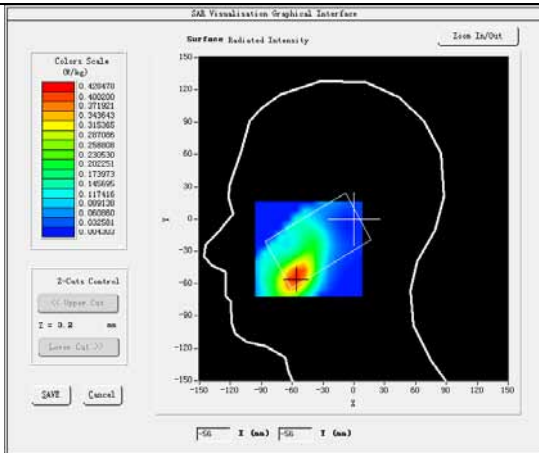 SAR Visualisation Graphical Interface
Surface Radiated Intensity
Zoom In/Out
Colors Scale
(W/kg)
0.428478
0.400200
0.371921
0.343643
0.315365
0.287086
0.258808
0.230530
0.202251
0.173973
0.145695
0.117416
0.089138
0.060860
0.032581
0.004303
150
120
90
60
30
0
-30
-60
-90
-120
-150
Y
-150 -120 -90 -60 -30 0 30 60 90 120 150
X
Z-Cuts Control
<< Upper Cut
Z = 3.2 mm
Lower Cut >>
SAVE Cancel
-56 X (mm) -56 Y (mm)